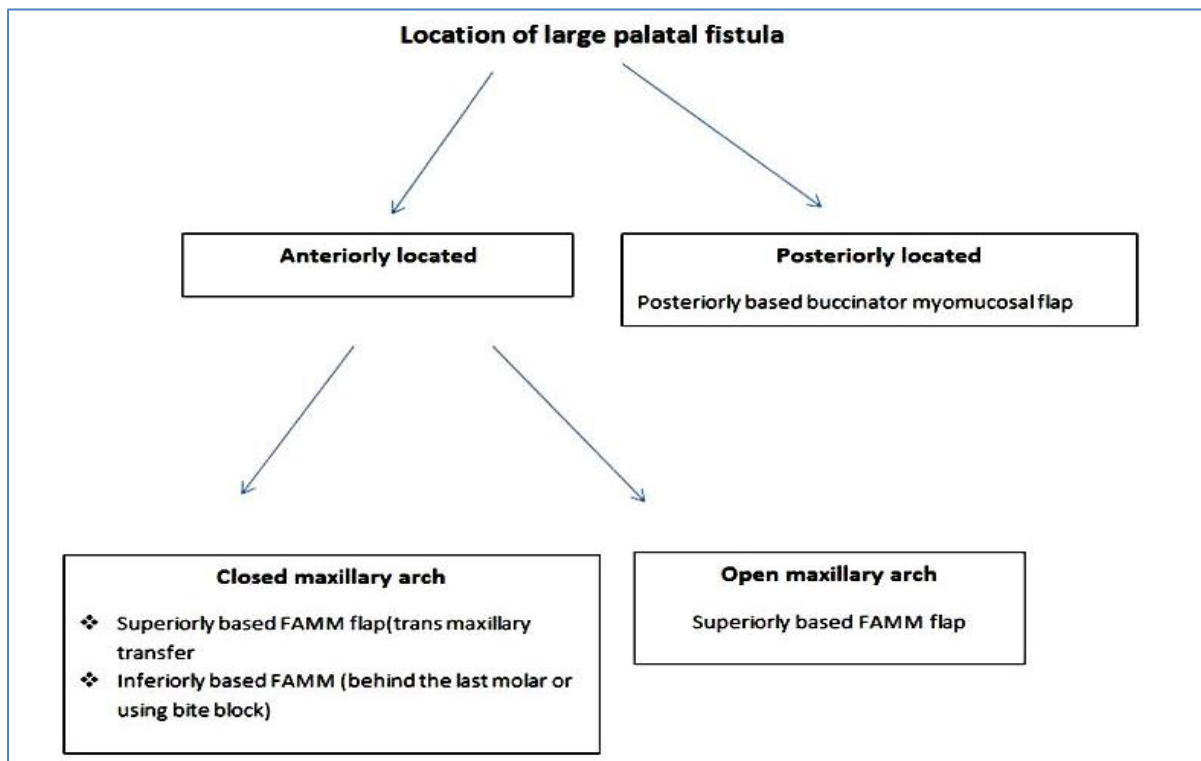 Location of large palatal fistula
Anteriorly located
Posteriorly located
Posteriorly based buccinator myomucosal flap
Closed maxillary arch
❖ Superiorly based FAMM flap(trans maxillary
transfer
❖ Inferiorly based FAMM (behind the last molar or
using bite block)
Open maxillary arch
Superiorly based FAMM flap